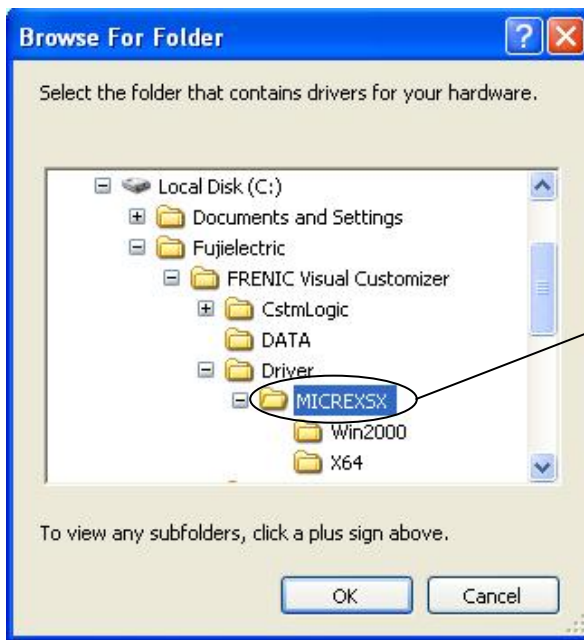 Browse For Folder
Select the folder that contains drivers for your hardware.
Local Disk (C:)
Documents and Settings
Fujielectric
FRENIC Visual Customizer
CstmLogic
DATA
Driver
MICREXSX
Win2000
X64
To view any subfolders, click a plus sign above.
OK Cancel